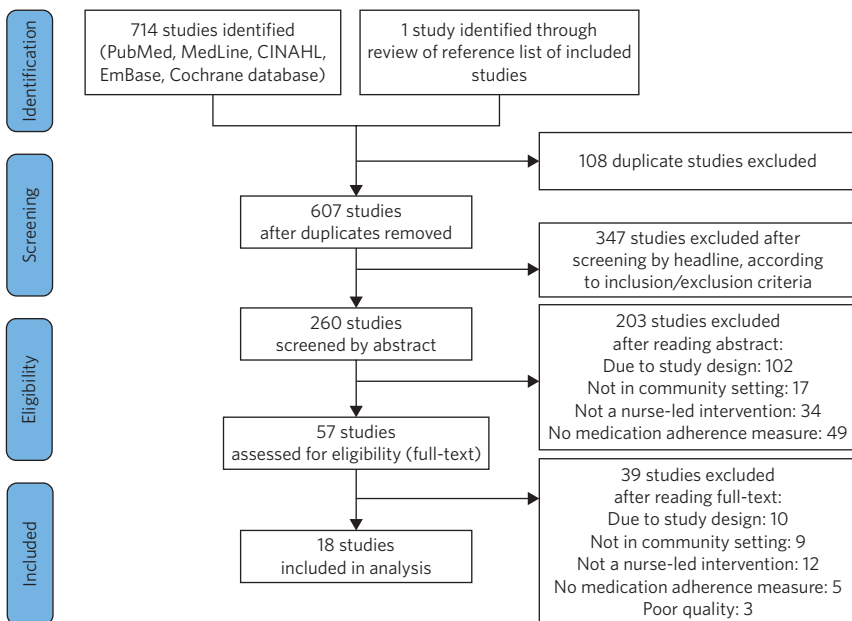 Identification
714 studies identified
(PubMed, MedLine, CINAHL,
EmBase, Cochrane database)
1 study identified through
review of reference list of included
studies
108 duplicate studies excluded
Screening
607 studies
after duplicates removed
347 studies excluded after
screening by headline, according
to inclusion/exclusion criteria
260 studies
screened by abstract
Eligibility
203 studies excluded
after reading abstract:
Due to study design: 102
Not in community setting: 17
Not a nurse-led intervention: 34
No medication adherence measure: 49
57 studies
assessed for eligibility (full-text)
39 studies excluded
after reading full-text:
Due to study design: 10
Not in community setting: 9
Not a nurse-led intervention: 12
No medication adherence measure: 5
Poor quality: 3
Included
18 studies
included in analysis